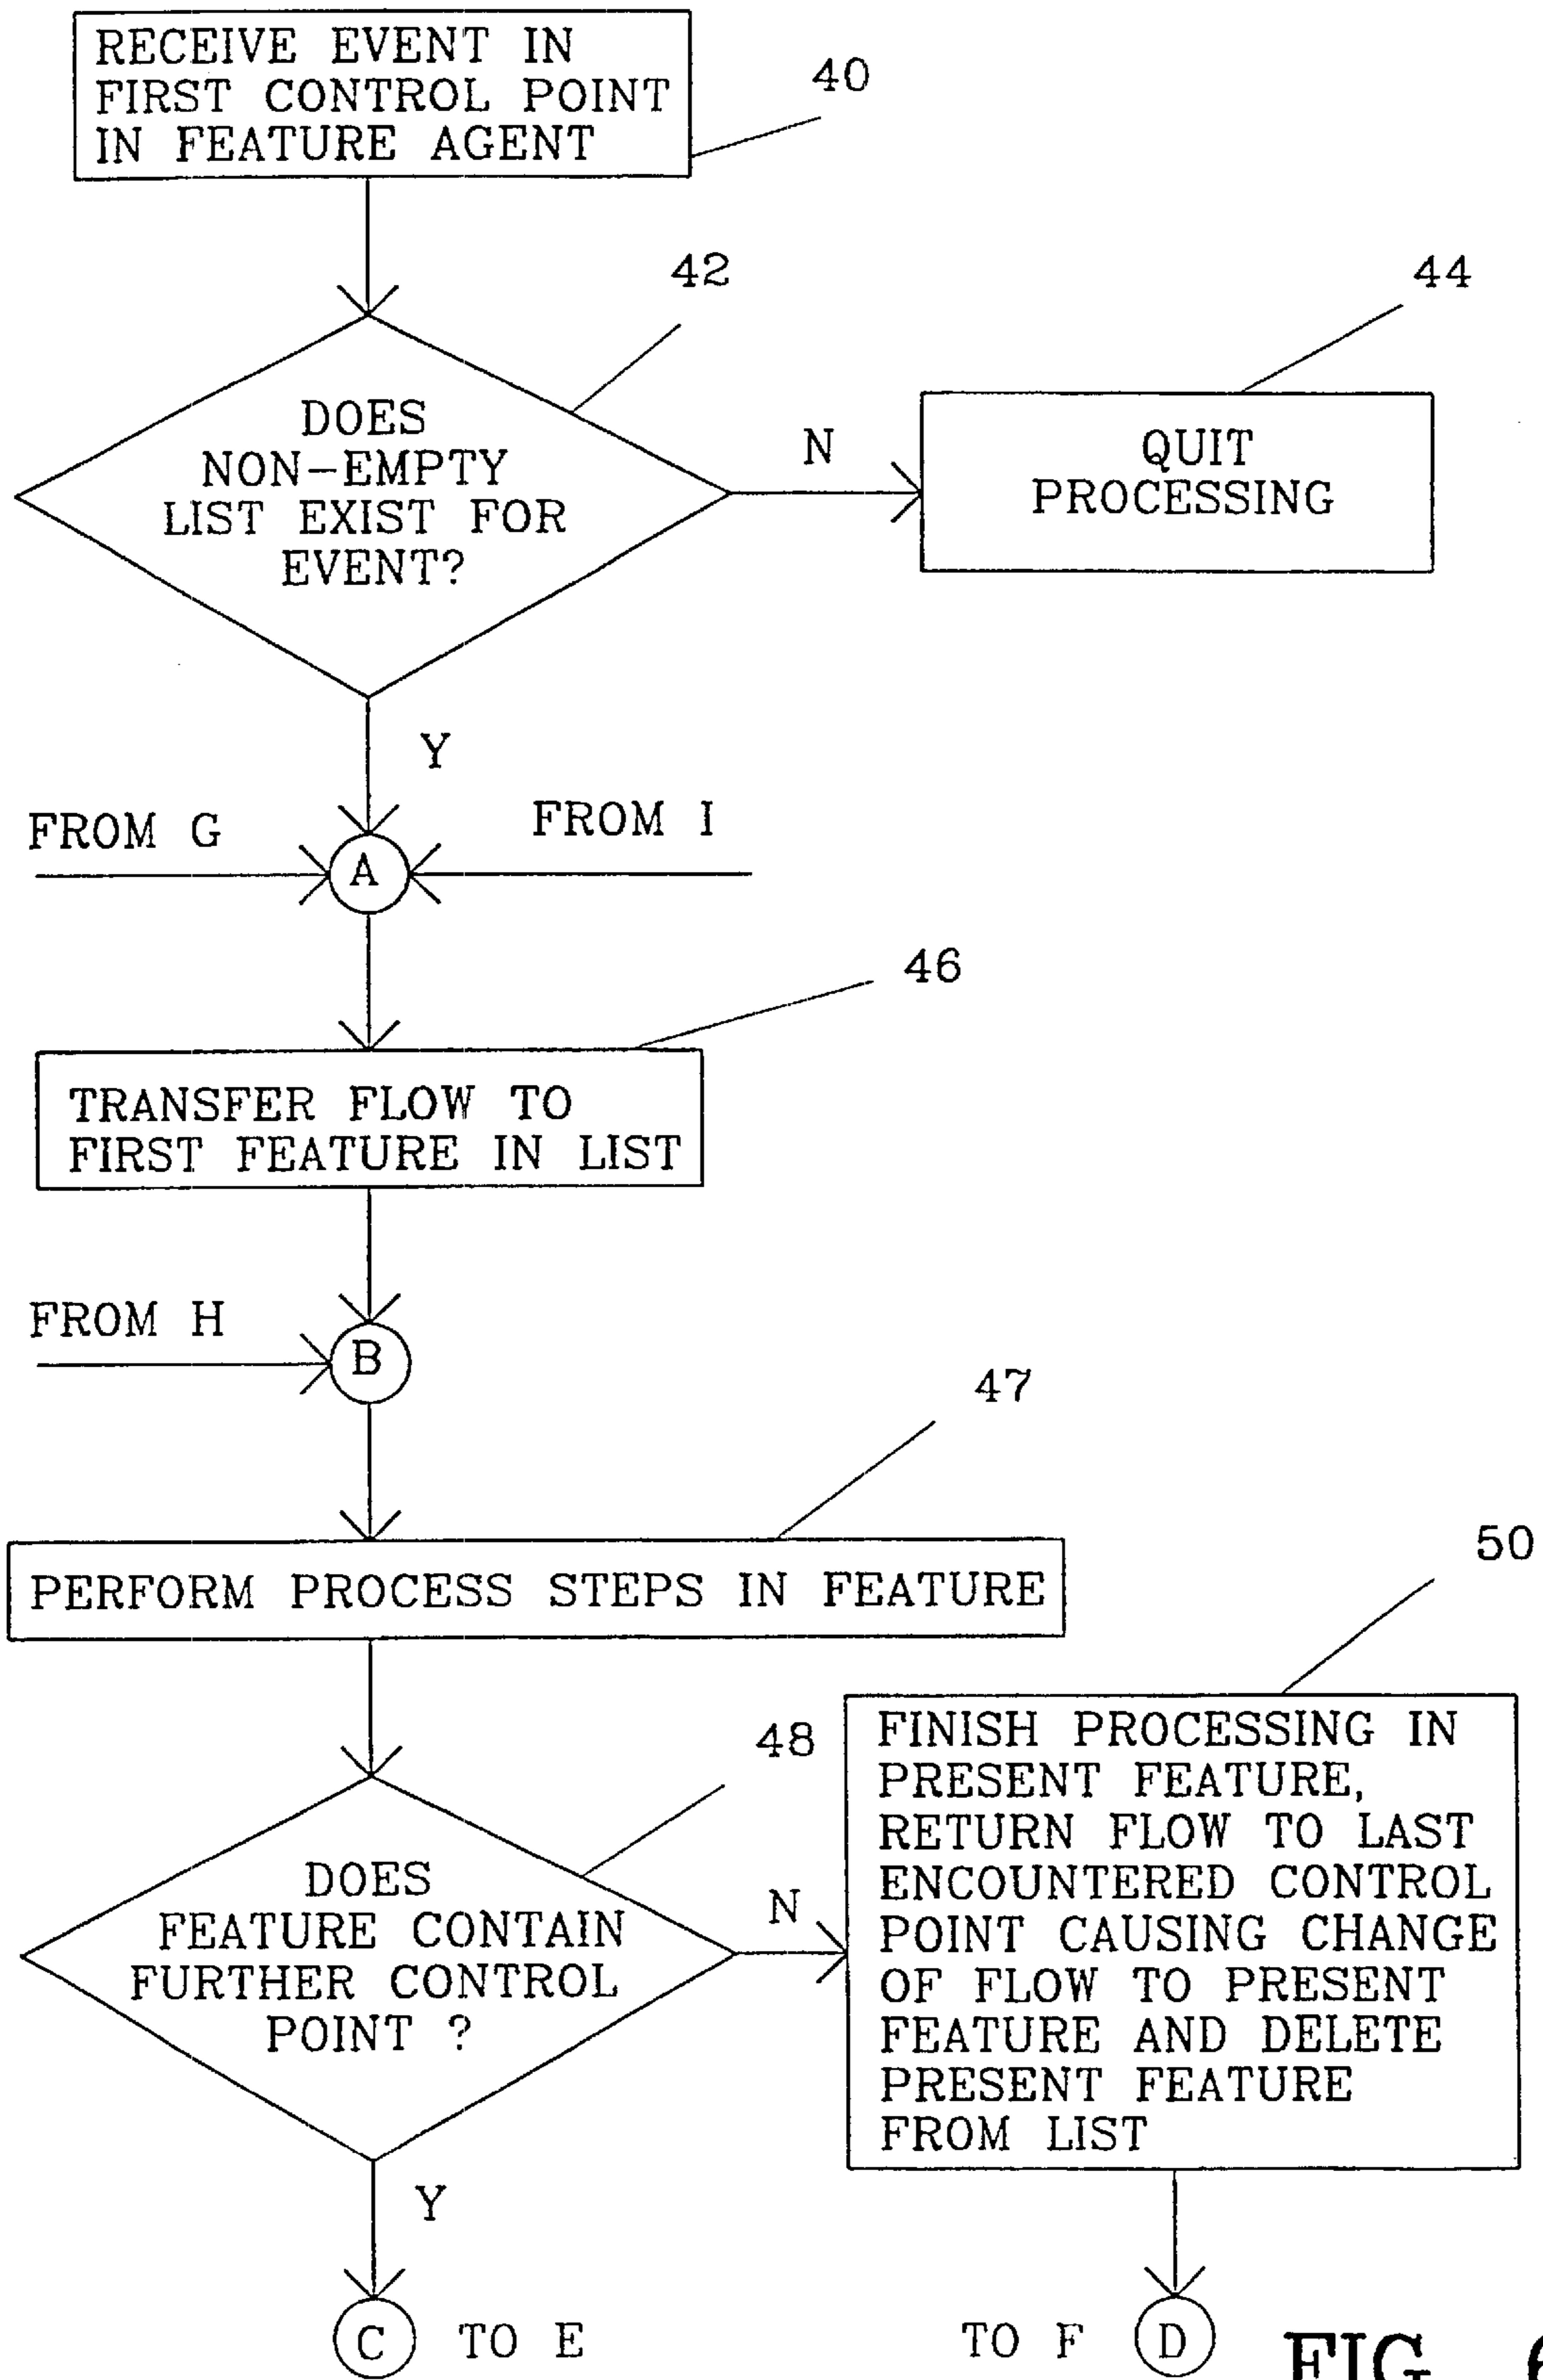 RECEIVE EVENT IN
FIRST CONTROL POINT
IN FEATURE AGENT
40
42
44
DOES
NON-EMPTY
LIST EXIST FOR
EVENT?
N
QUIT
PROCESSING
Y
FROM G
FROM I
A
46
TRANSFER FLOW TO
FIRST FEATURE IN LIST
FROM H
B
47
PERFORM PROCESS STEPS IN FEATURE
50
48
DOES
FEATURE CONTAIN
FURTHER CONTROL
POINT ?
N
FINISH PROCESSING IN
PRESENT FEATURE,
RETURN FLOW TO LAST
ENCOUNTERED CONTROL
POINT CAUSING CHANGE
OF FLOW TO PRESENT
FEATURE AND DELETE
PRESENT FEATURE
FROM LIST
Y
C TO E
TO F D
FIG. 6